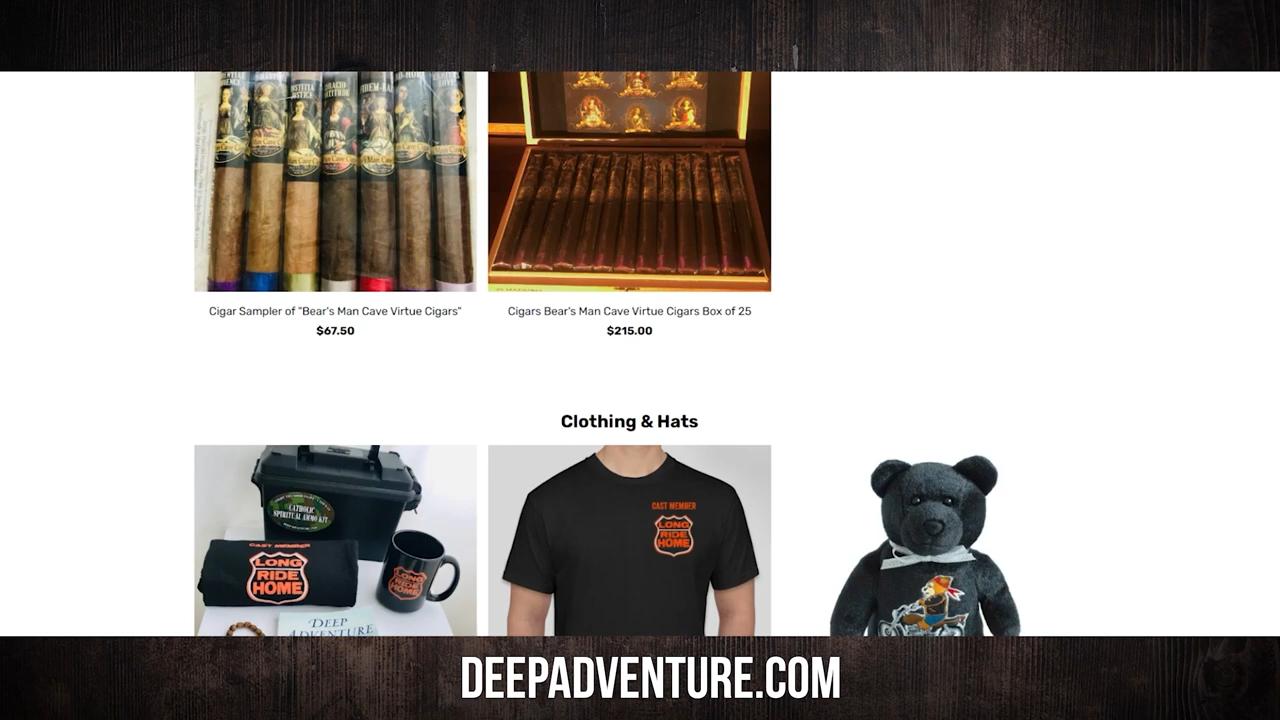 Cigar Sampler of "Bear's Man Cave Virtue Cigars"
$67.50
Cigars Bear's Man Cave Virtue Cigars Box of 25
$215.00
Clothing & Hats
CATHOLIC
SPIRITUAL AMMO KIT
CAST MEMBER
LONG
RIDE
HOME
LONG
RIDE
HOME
DEEP
ADVENTURE
CAST MEMBER
LONG
RIDE
HOME
DEEPADVENTURE.COM